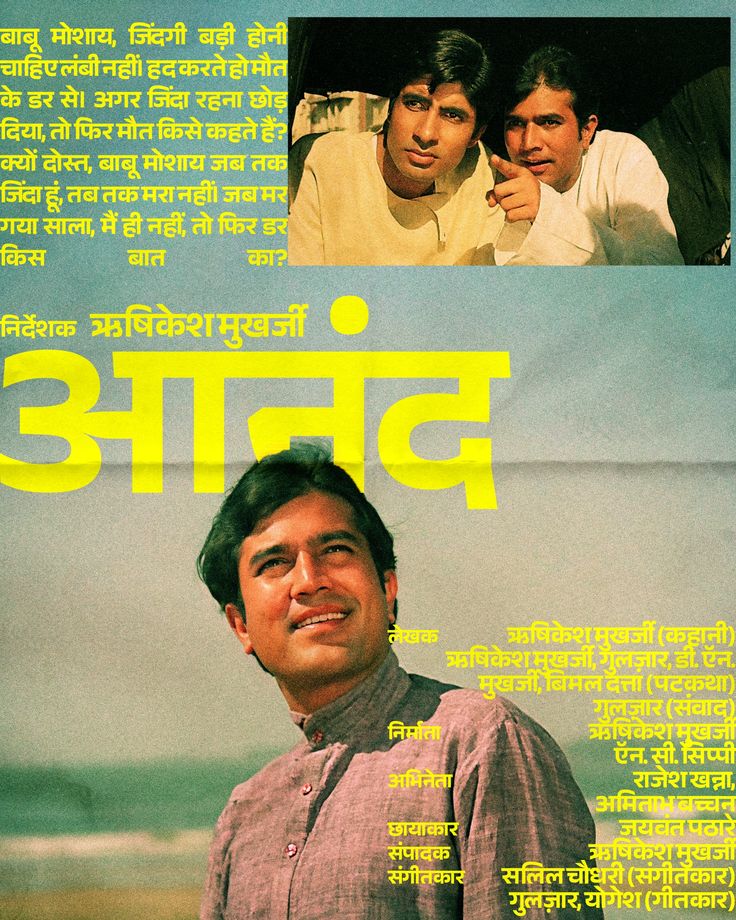 बाबू मोशाय, जिंदगी बड़ी होनी
चाहिए लंबी नहीं। हद करते हो मौत
के डर से। अगर जिंदा रहना छोड़
दिया, तो फिर मौत किसे कहते हैं?
क्यों दोस्त, बाबू मोशाय जब तक
जिंदा हूं, तब तक मरा नहीं। जब मर
गया साला, मैं ही नहीं, तो फिर डर
किस बात का?
निर्देशक ऋषिकेश मुखर्जी
आनंद
लेखक ऋषिकेश मुखर्जी (कहानी)
ऋषिकेश मुखर्जी, गुलज़ार, डी. ऍन.
मुखर्जी, बिमल दत्ता (पटकथा)
गुलज़ार (संवाद)
निर्माता ऋषिकेश मुखर्जी
ऍन. सी. सिप्पी
अभिनेता राजेश खन्ना,
अमिताभ बच्चन
छायाकार जयवंत पठारे
संपादक ऋषिकेश मुखर्जी
संगीतकार सलिल चौधरी (संगीतकार)
गुलज़ार, योगेश (गीतकार)